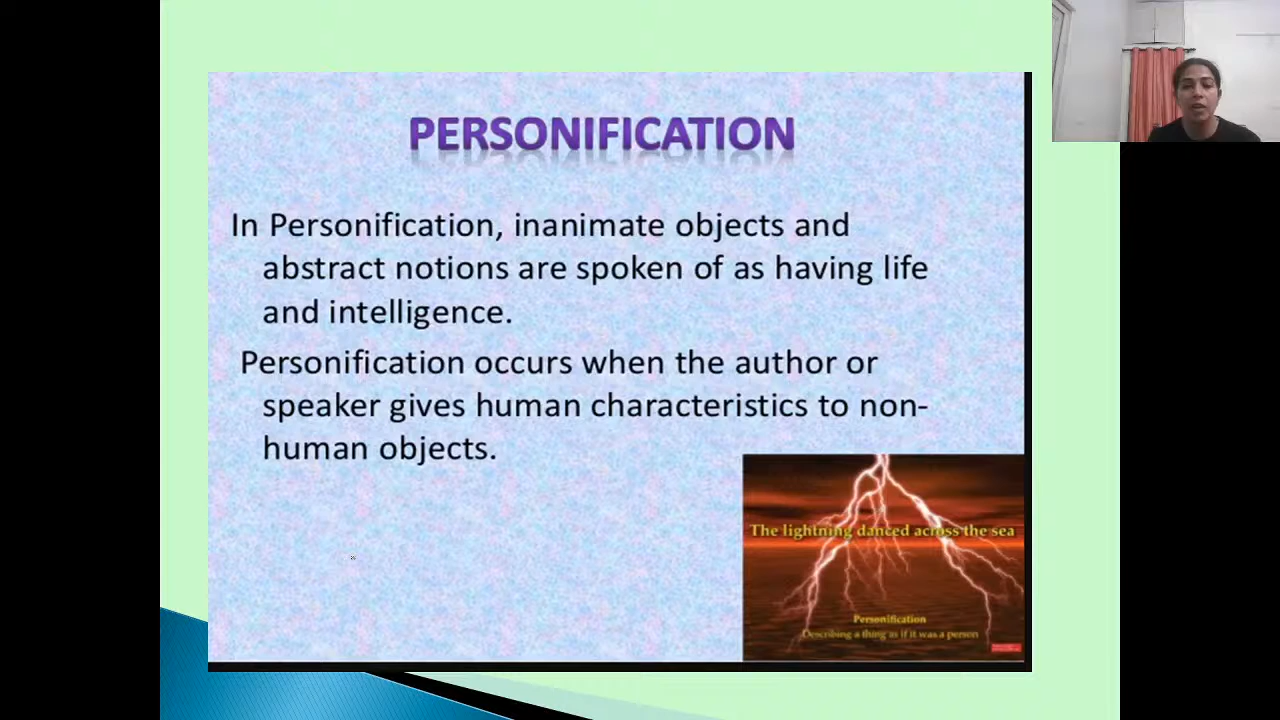 PERSONIFICATION
In Personification, inanimate objects and
abstract notions are spoken of as having life
and intelligence.
Personification occurs when the author or
speaker gives human characteristics to non-
human objects.
The lightning danced across the sea
Personification
Describing a thing as if it was a person